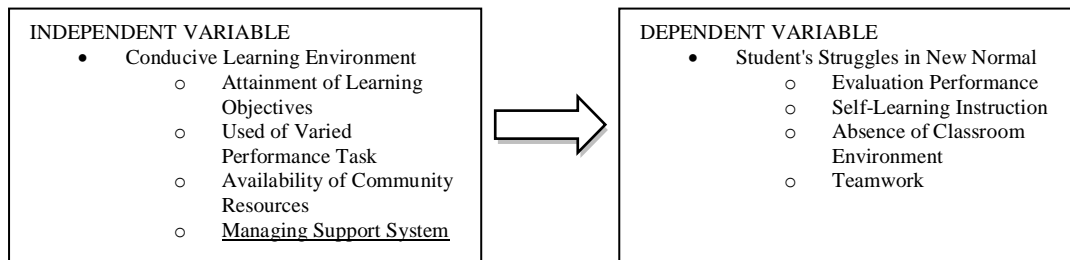 INDEPENDENT VARIABLE
• Conducive Learning Environment
o Attainment of Learning
Objectives
o Used of Varied
Performance Task
o Availability of Community
Resources
o Managing Support System
DEPENDENT VARIABLE
• Student's Struggles in New Normal
o Evaluation Performance
o Self-Learning Instruction
o Absence of Classroom
Environment
o Teamwork